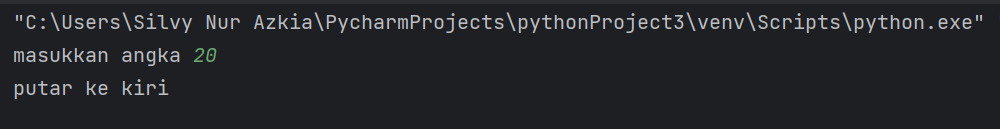 "C:\Users\Silvy Nur Azkia\PycharmProjects\pythonProject3\venv\Scripts\python.exe"
masukkan angka 20
putar ke kiri